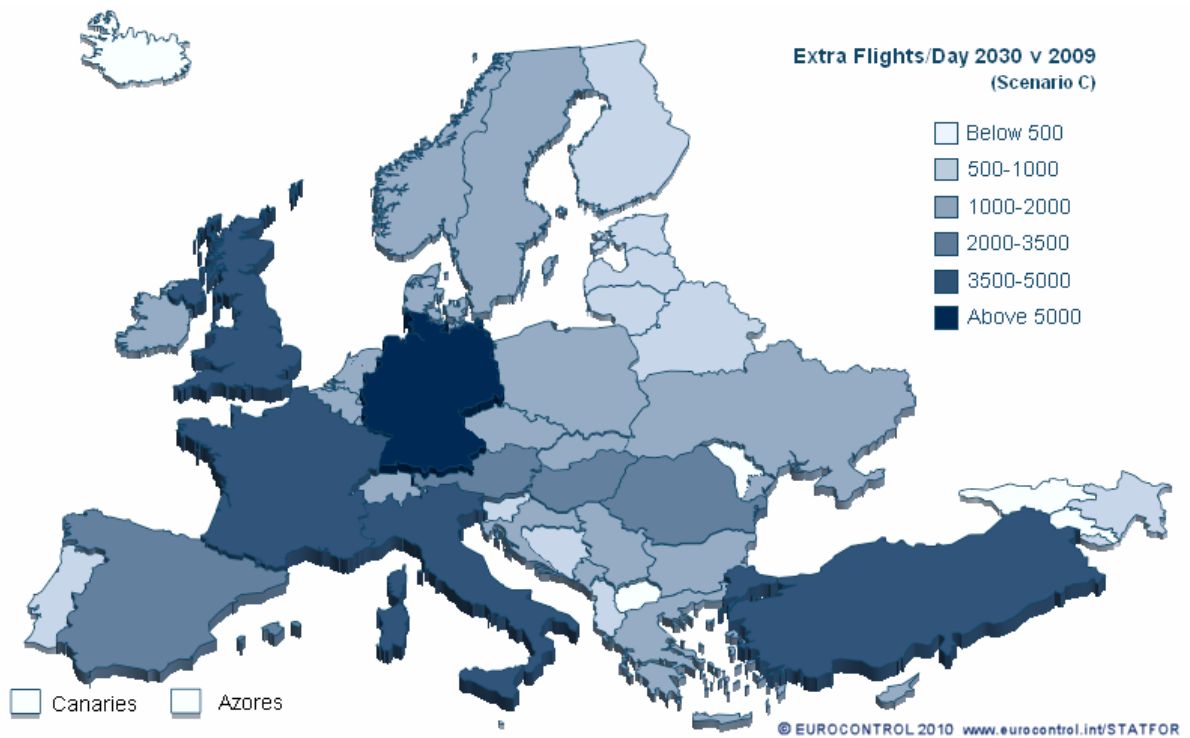 Extra Flights/Day 2030 v 2009
(Scenario C)
Below 500
500-1000
1000-2000
2000-3500
3500-5000
Above 5000
Canaries
Azores
© EUROCONTROL 2010 www.eurocontrol.int/STATFOR